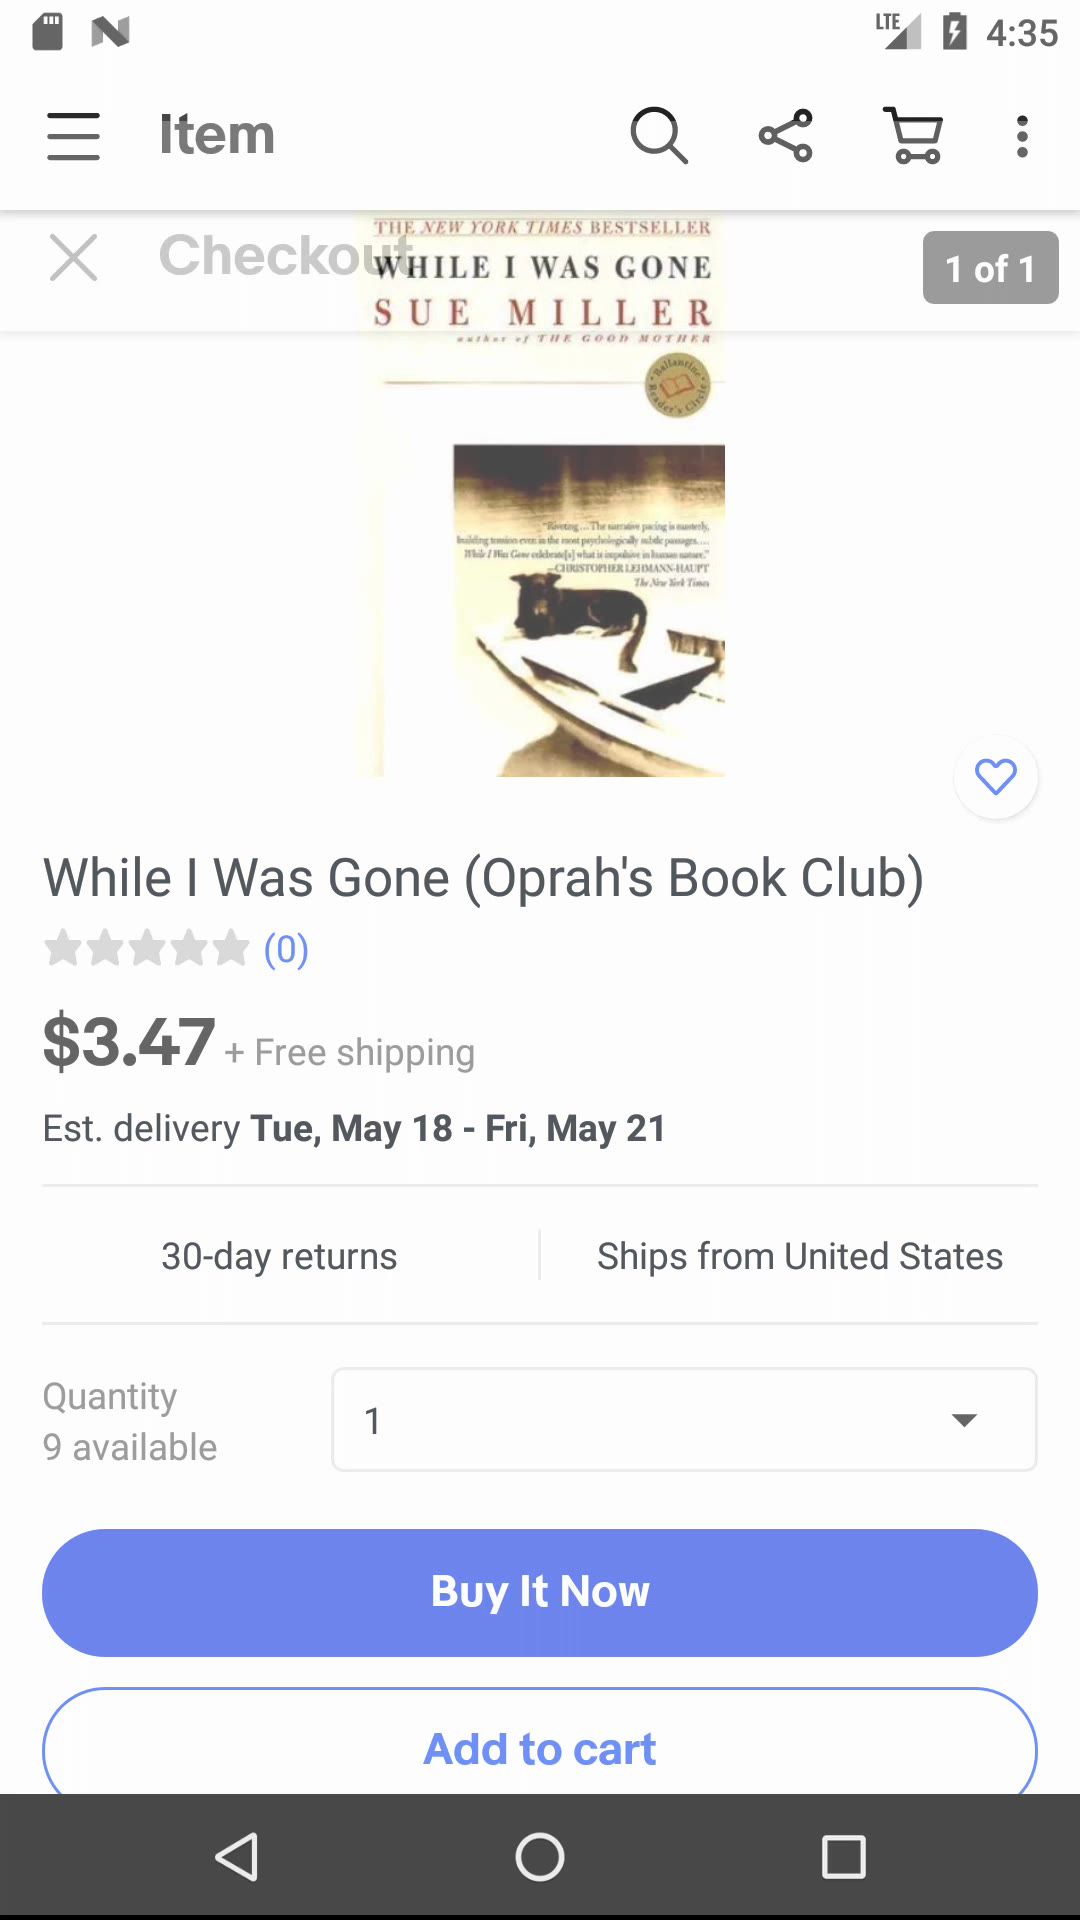 LTE 4:35
Item
Checkout
1 of 1
THE NEW YORK TIMES BESTSELLER
WHILE I WAS GONE
SUE MILLER
author of THE GOOD MOTHER
Ballantine Reader's Circle
"Riveting...The narrative pacing is masterly,
building tension even in the most psychologically subtle passages....
While I Was Gone celebrate[s] what is impulsive in human nature."
—CHRISTOPHER LEHMANN-HAUPT
The New York Times
While I Was Gone (Oprah's Book Club)
(0)
$3.47 + Free shipping
Est. delivery Tue, May 18 - Fri, May 21
30-day returns
Ships from United States
Quantity
9 available
1
Buy It Now
Add to cart